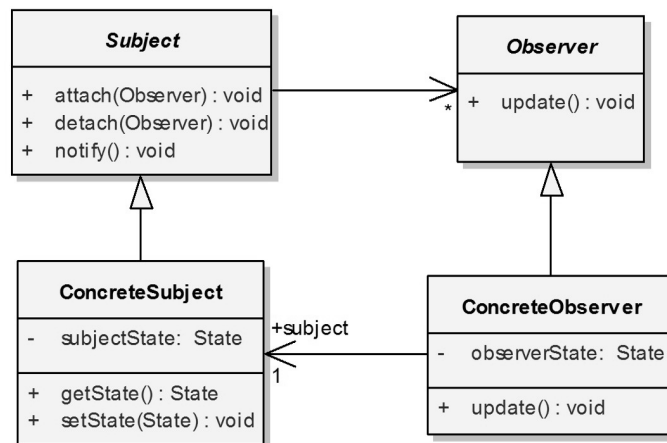 Subject
+ attach(Observer) : void
+ detach(Observer) : void
+ notify() : void
Observer
* + update() : void
ConcreteSubject
- subjectState: State
+ getState() : State
+ setState(State) : void
+subject
1
ConcreteObserver
- observerState: State
+ update() : void